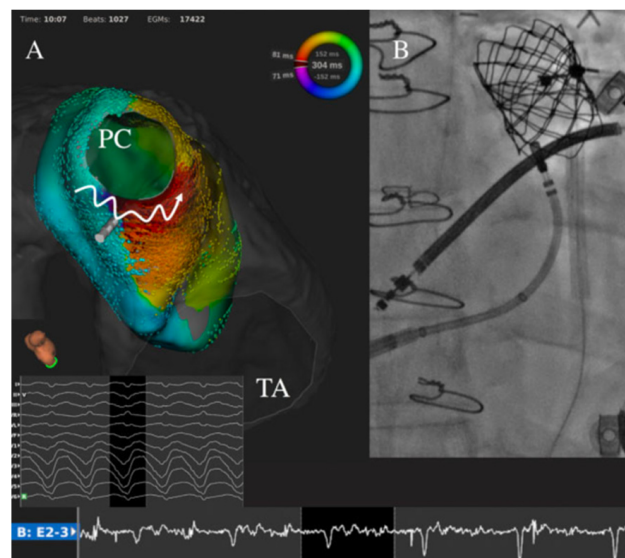 Time: 10:07 Beats: 1027 EGMs: 17422
A
B
81 ms
71 ms
152 ms
304 ms
-152 ms
PC
TA
B: E2-3